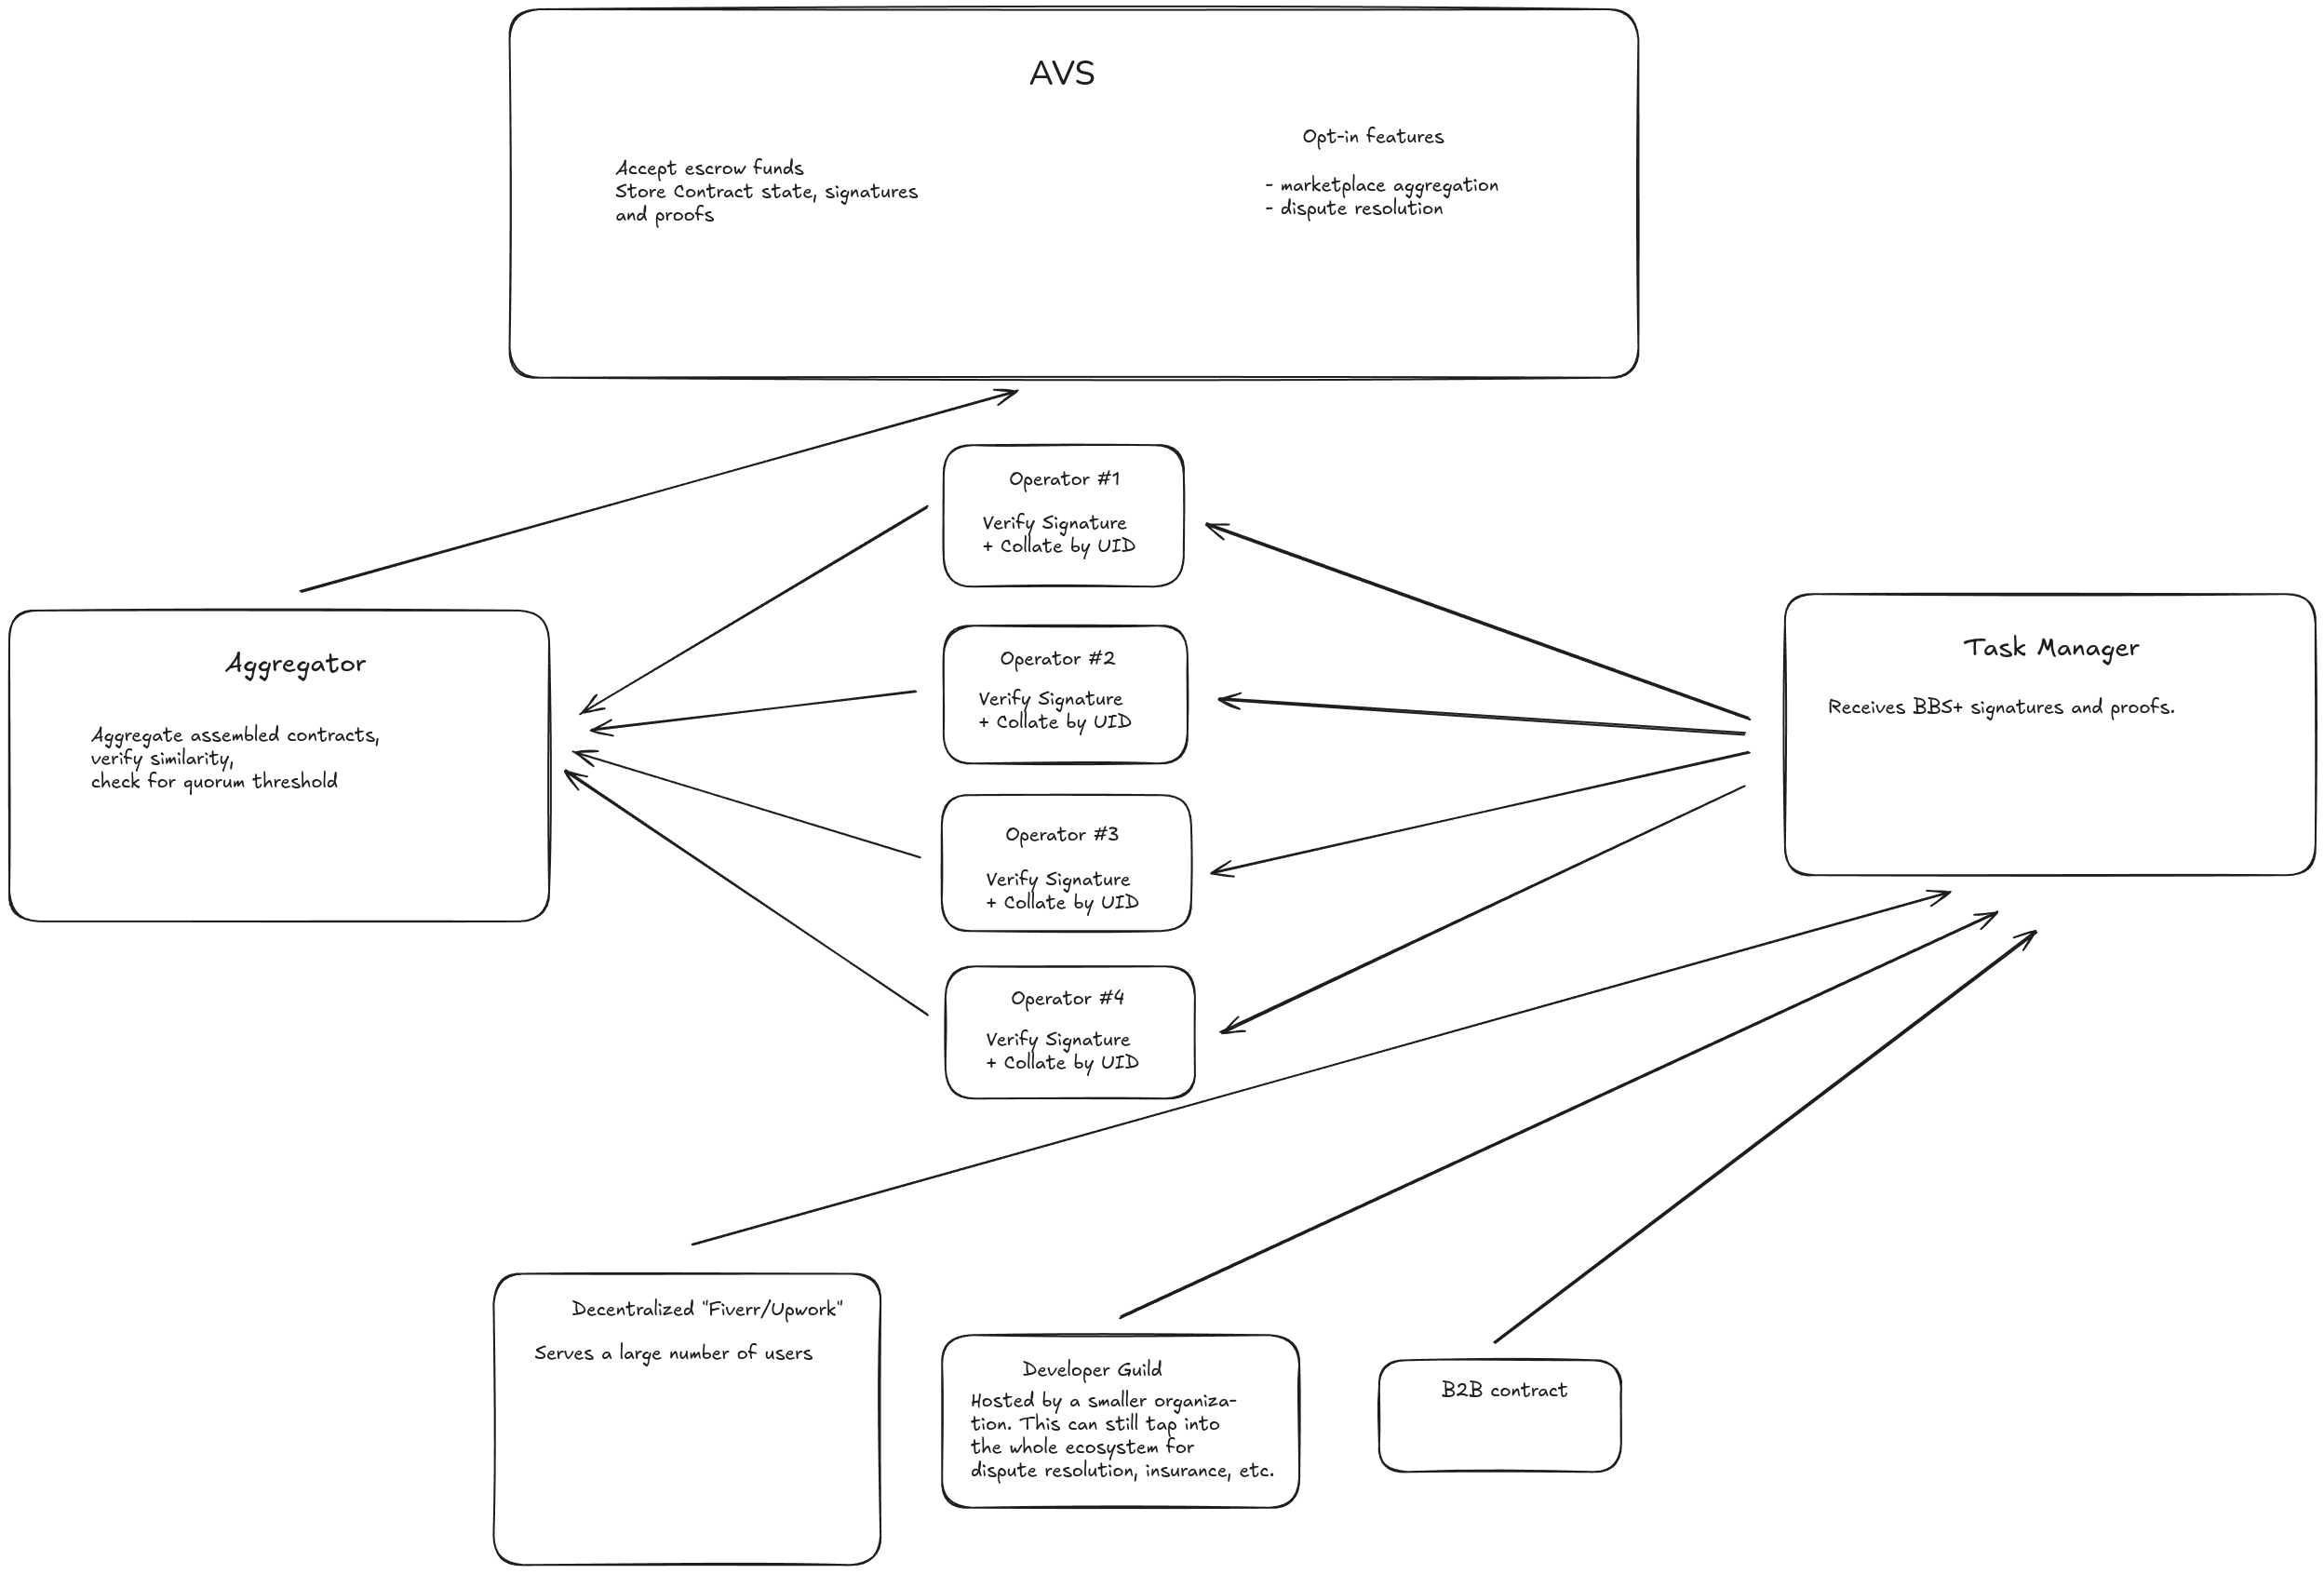 AVS
Accept escrow funds
Store Contract state, signatures
and proofs
Opt-in features
- marketplace aggregation
- dispute resolution
Operator #1
Verify Signature
+ Collate by UID
Operator #2
Verify Signature
+ Collate by UID
Operator #3
Verify Signature
+ Collate by UID
Operator #4
Verify Signature
+ Collate by UID
Aggregator
Aggregate assembled contracts,
verify similarity,
check for quorum threshold
Task Manager
Receives BBS+ signatures and proofs.
Decentralized "Fiverr/Upwork"
Serves a large number of users
Developer Guild
Hosted by a smaller organiza-
tion. This can still tap into
the whole ecosystem for
dispute resolution, insurance, etc.
B2B contract